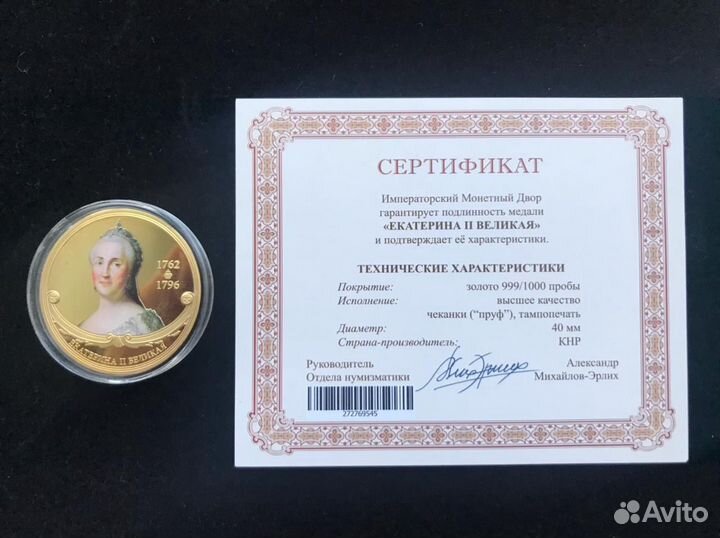 1762
1796
ЕКАТЕРИНА II ВЕЛИКАЯ
СЕРТИФИКАТ
Императорский Монетный Двор
гарантирует подлинность медали
«ЕКАТЕРИНА II ВЕЛИКАЯ»
и подтверждает её характеристики.
ТЕХНИЧЕСКИЕ ХАРАКТЕРИСТИКИ
Покрытие: золото 999/1000 пробы
Исполнение: высшее качество
чеканки ("пруф"), тампопечать
Диаметр: 40 мм
Страна-производитель: КНР
Руководитель Александр
Отдела нумизматики Михайлов-Эрлих
272769545
Avito